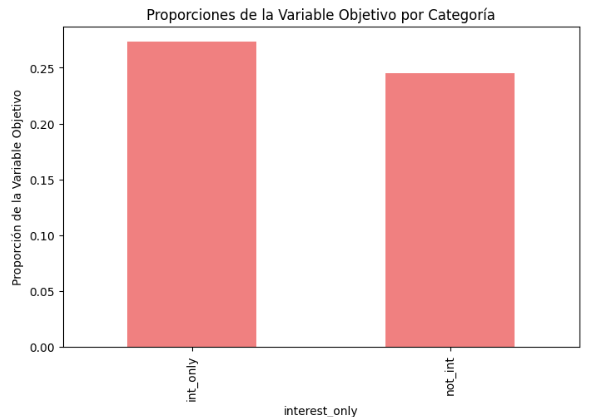 Proporciones de la Variable Objetivo por Categoría
Proporción de la Variable Objetivo
0.25
0.20
0.15
0.10
0.05
0.00
int_only
not_int
interest_only